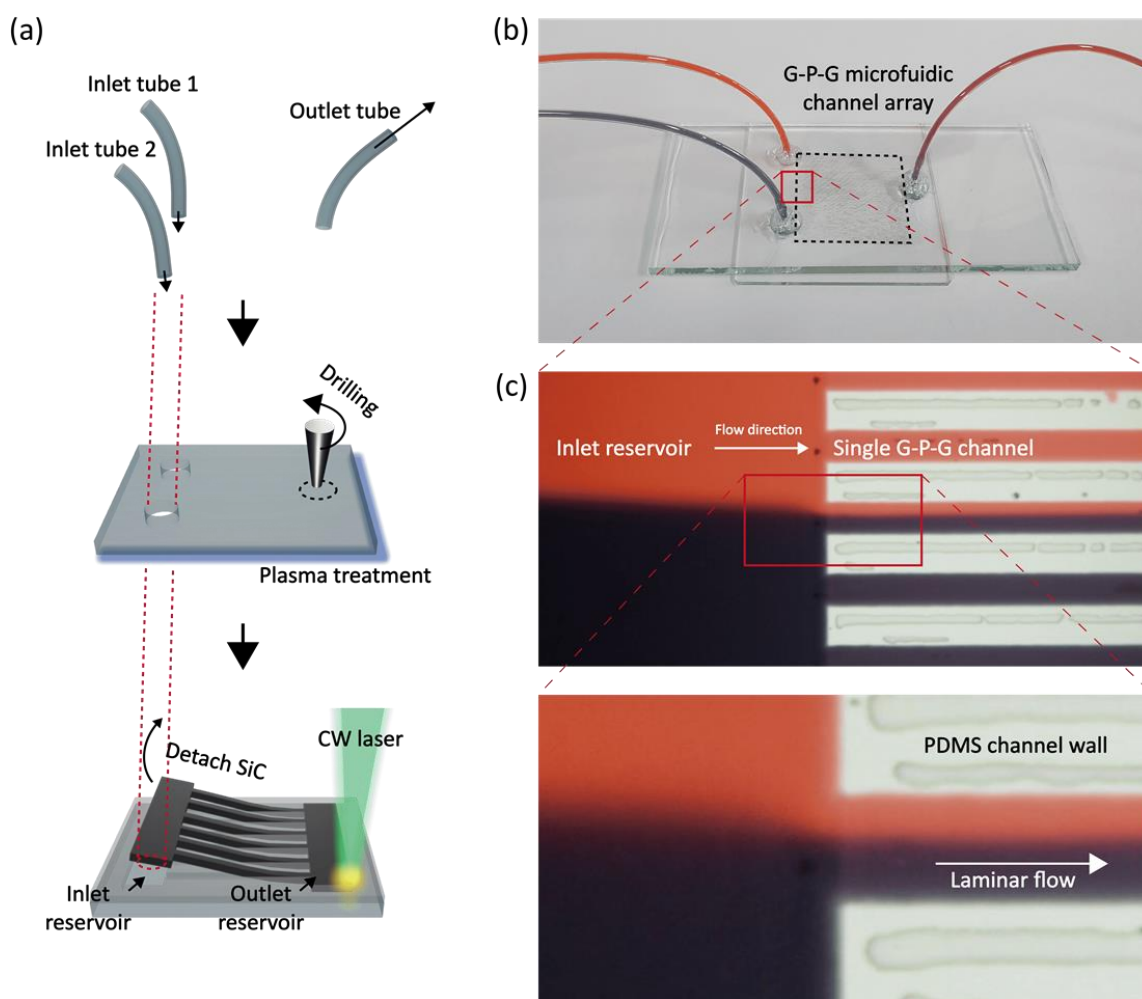 (a)
Inlet tube 1
Inlet tube 2
Outlet tube
Drilling
Plasma treatment
Detach SiC
CW laser
Inlet
reservoir
Outlet
reservoir
(b)
G-P-G microfuidic
channel array
(c)
Inlet reservoir
Flow direction
Single G-P-G channel
PDMS channel wall
Laminar flow